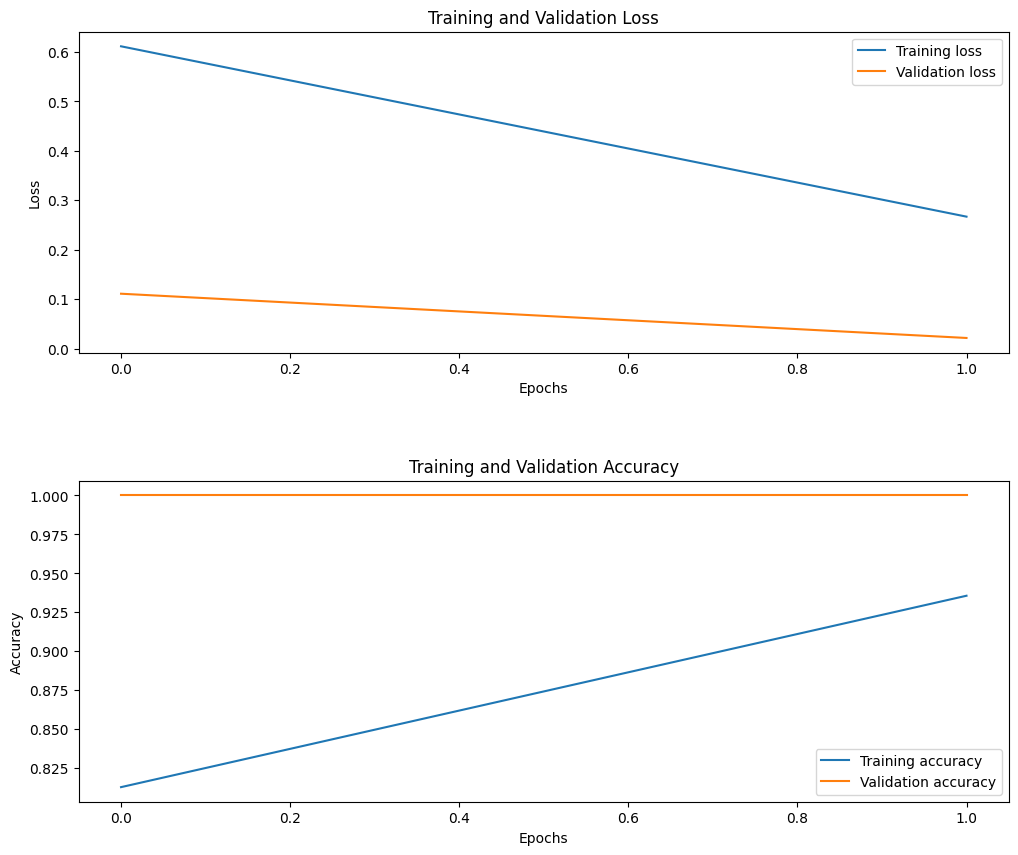 Training and Validation Loss
0.6
0.5
0.4
0.3
0.2
0.1
0.0
Loss
Training loss
Validation loss
0.0 0.2 0.4 0.6 0.8 1.0
Epochs
Training and Validation Accuracy
1.000
0.975
0.950
0.925
0.900
0.875
0.850
0.825
Accuracy
Training accuracy
Validation accuracy
0.0 0.2 0.4 0.6 0.8 1.0
Epochs